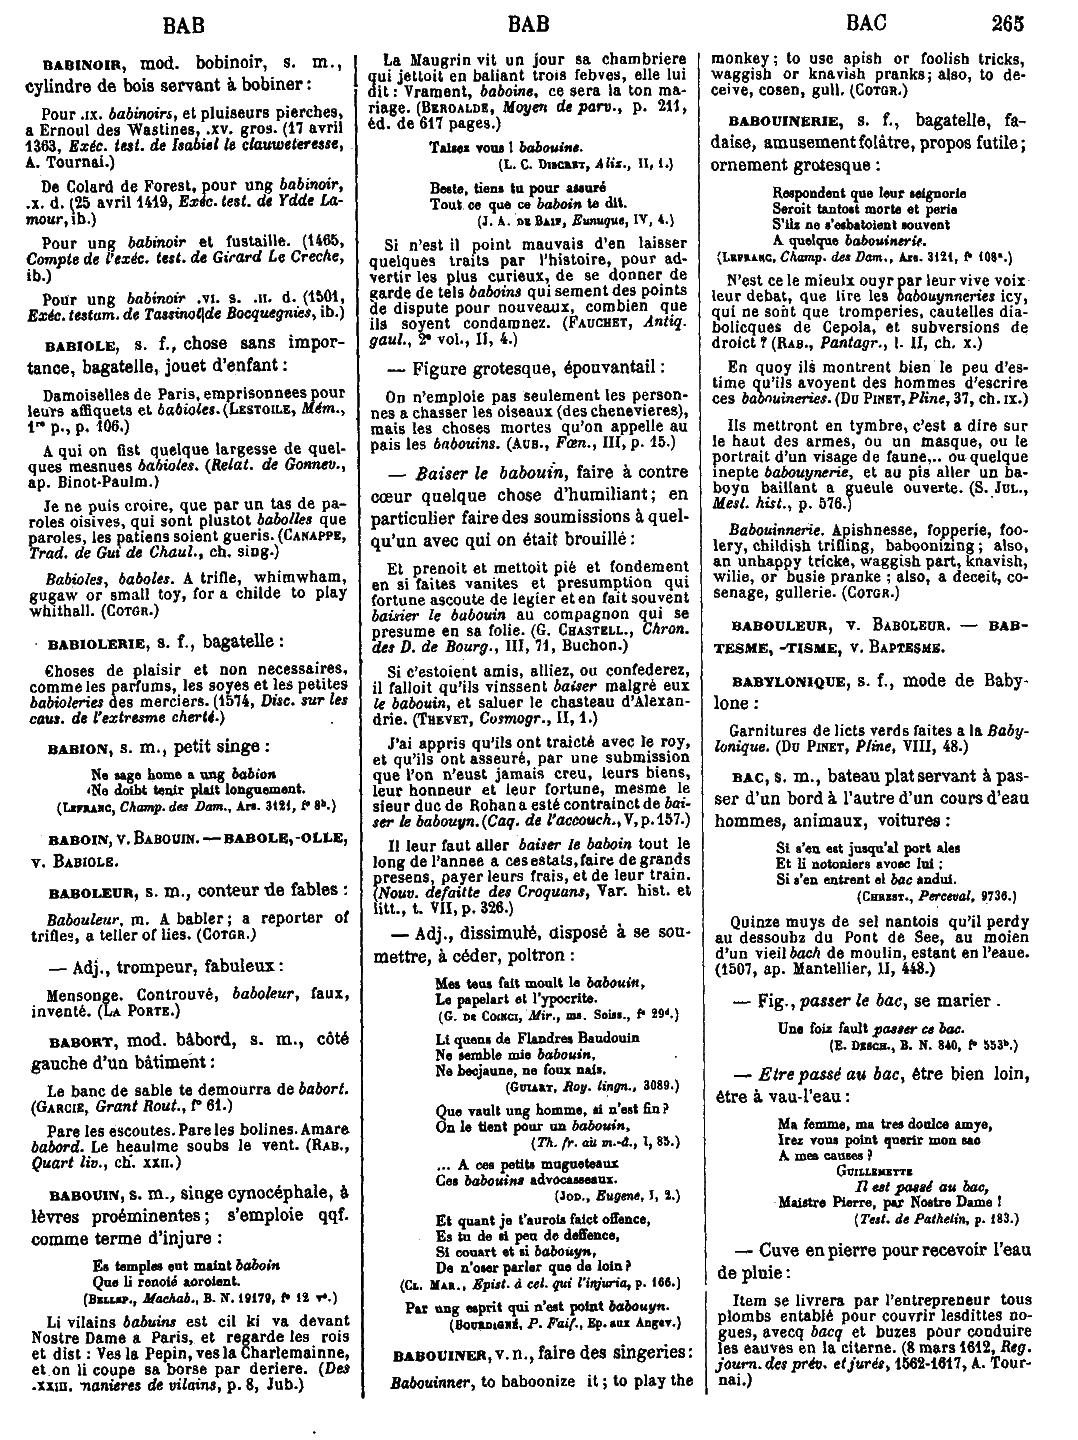 BAB
BAB
BAC
265
BABINOIR, mod. bobinoir, s. m.,
cylindre de bois servant à bobiner :
Pour .IX. babinoirs, et pluiseurs pierches,
a Ernoul des Wastines, .XV. gros. (17 avril
1363, Exéc. test. de Isabiel le clauweteresse,
A. Tournai.)
De Colard de Forest, pour ung babinoir,
.X. d. (25 avril 1419, Exéc. test. de Ydde La-
mour, ib.)
Pour ung babinoir et fustaille. (1465,
Compte de l'exéc. test. de Girard Le Creche,
ib.)
Pour ung babinoir .VI. s. .II. d. (1501,
Exéc. testam. de Tassinot de Bocquegnies, ib.)
BABIOLE, s. f., chose sans impor-
tance, bagatelle, jouet d'enfant :
Damoiselles de Paris, emprisonnees pour
leurs affiquets et babioles. (LESTOILE, Mém.,
1re p., p. 106.)
A qui on fist quelque largesse de quel-
ques mesnues babioles. (Relat. de Gonnev.,
ap. Binot-Paulm.)
Je ne puis croire, que par un tas de pa-
roles oisives, qui sont plustot babolles que
paroles, les patiens soient gueris. (CANAPPE,
Trad. de Gui de Chaul., ch. sing.)
Babioles, baboles. A trifle, whimwham,
gugaw or small toy, for a childe to play
whithall. (COTGR.)
BABIOLERIE, s. f., bagatelle :
Choses de plaisir et non necessaires,
comme les parfums, les soyes et les petites
babioleries des merciers. (1574, Disc. sur les
caus. de l'extresme cherté.)
BABION, s. m., petit singe :
Ne sage home a ung babion
Ne doibt tenir plait longuement.
(LEFRANC, Champ. des Dam., Ars. 3121, f° 8b.)
BABOIN, V. BABOUIN. — BABOLE, -OLLE,
V. BABIOLE.
BABOLEUR, s. m., conteur de fables :
Babouleur, m. A babler ; a reporter of
trifles, a teller of lies. (COTGR.)
— Adj., trompeur, fabuleux :
Mensonge. Controuvé, baboleur, faux,
inventé. (LA PORTE.)
BABORT, mod. bâbord, s. m., côté
gauche d'un bâtiment :
Le banc de sable te demourra de babort.
(GARCIE, Grant Rout., f° 61.)
Pare les escoutes. Pare les bolines. Amare
babord. Le heaulme soubs le vent. (RAB.,
Quart liv., ch. XXII.)
BABOUIN, s. m., singe cynocéphale, à
lèvres proéminentes ; s'emploie qqf.
comme terme d'injure :
Es temples eut maint baboin
Que li renoié aoroient.
(BELLEP., Machab., B. N. 19179, f° 12 v°.)
Li vilains babuins est cil ki va devant
Nostre Dame a Paris, et regarde les rois
et dist : Ves la Pepin, ves la Charlemainne,
et on li coupe sa borse par deriere. (Des
.XXIII. manieres de vilains, p. 8, Jub.)
La Maugrin vit un jour sa chambriere
qui jettoit en baliant trois febves, elle lui
dit : Vrament, baboine, ce sera la ton ma-
riage. (BEROALDE, Moyen de parv., p. 211,
éd. de 617 pages.)
Taisez vous ! babouine.
(L. C. DISCRET, Aliz., II, 1.)
Beste, tiens tu pour assuré
Tout ce que ce baboin te dit.
(J. A. DE BAIF, Eunuque, IV, 4.)
Si n'est il point mauvais d'en laisser
quelques traits par l'histoire, pour ad-
vertir les plus curieux, de se donner de
garde de tels baboins qui sement des points
de dispute pour nouveaux, combien que
ils soyent condamnez. (FAUCHET, Antiq.
gaul., 2e vol., II, 4.)
— Figure grotesque, épouvantail :
On n'emploie pas seulement les person-
nes a chasser les oiseaux (des chenevieres),
mais les choses mortes qu'on appelle au
pais les babouins. (AUB., Fæn., III, p. 15.)
— Baiser le babouin, faire à contre
cœur quelque chose d'humiliant ; en
particulier faire des soumissions à quel-
qu'un avec qui on était brouillé :
Et prenoit et mettoit pié et fondement
en si faites vanites et presumption qui
fortune ascoute de legier et en fait souvent
baisier le babouin au compagnon qui se
presume en sa folie. (G. CHASTELL., Chron.
des D. de Bourg., III, 71, Buchon.)
Si c'estoient amis, alliez, ou confederez,
il falloit qu'ils vinssent baiser malgré eux
le babouin, et saluer le chasteau d'Alexan-
drie. (THEVET, Cosmogr., II, 1.)
J'ai appris qu'ils ont traicté avec le roy,
et qu'ils ont asseuré, par une submission
que l'on n'eust jamais creu, leurs biens,
leur honneur et leur fortune, mesme le
sieur duc de Rohan a esté contrainct de bai-
ser le babouyn. (Caq. de l'accouch., V, p. 157.)
Il leur faut aller baiser le baboin tout le
long de l'annee a ces estats, faire de grands
presens, payer leurs frais, et de leur train.
(Nouv. defaitte des Croquans, Var. hist. et
litt., t. VII, p. 326.)
— Adj., dissimulé, disposé à se sou-
mettre, à céder, poltron :
Mes teus fait moult le babouin,
Le papelart et l'ypocrite.
(G. DE COINCI, Mir., ms. Soiss., f° 29d.)
Li quens de Flandres Baudouin
Ne semble mie babouin,
Ne becjaune, ne foux nais.
(GUIART, Roy. lingn., 3089.)
Que vault ung homme, si n'est fin ?
On le tient pour un babouin,
(Th. fr. au m.-â., I, 85.)
... A ces petits mugueteaux
Ces babouins advocasseaux.
(JOD., Eugene, I, 2.)
Et quant je t'aurois faict offence,
Es tu de si peu de deffence,
Si couart et si babouyn,
De n'oser parler que de loin ?
(CL. MAR., Epist. à cel. qui l'injuria, p. 166.)
Par ung esprit qui n'est point babouyn.
(BOURDIGNÉ, P. Faif., Ep. aux Angev.)
BABOUINER, v. n., faire des singeries :
Babouinner, to baboonize it ; to play the
monkey ; to use apish or foolish tricks,
waggish or knavish pranks ; also, to de-
ceive, cosen, gull. (COTGR.)
BABOUINERIE, s. f., bagatelle, fa-
daise, amusement folâtre, propos futile ;
ornement grotesque :
Respondent que leur seignorie
Seroit tantost morte et perie
S'ilz ne s'esbatoient souvent
A quelque babouinerie.
(LEFRANC, Champ. des Dam., Ars. 3121, f° 108a.)
N'est ce le mieulx ouyr par leur vive voix
leur debat, que lire les babouynneries icy,
qui ne sont que tromperies, cautelles dia-
bolicques de Cepola, et subversions de
droict ? (RAB., Pantagr., l. II, ch. X.)
En quoy ils montrent bien le peu d'es-
time qu'ils avoyent des hommes d'escrire
ces babouineries. (DU PINET, Pline, 37, ch. IX.)
Ils mettront en tymbre, c'est a dire sur
le haut des armes, ou un masque, ou le
portrait d'un visage de faune,.. ou quelque
inepte babouynerie, et au pis aller un ba-
boyn baillant a gueule ouverte. (S. JUL.,
Mesl. hist., p. 576.)
Babouinnerie. Apishnesse, fopperie, foo-
lery, childish trifling, baboonizing ; also,
an unhappy tricke, waggish part, knavish,
wilie, or busie pranke ; also, a deceit, co-
senage, gullerie. (COTGR.)
BABOULEUR, V. BABOLEUR. — BAB-
TESME, -TISME, V. BAPTESME.
BABYLONIQUE, s. f., mode de Baby-
lone :
Garnitures de licts verds faites a la Baby-
lonique. (DU PINET, Pline, VIII, 48.)
BAC, s. m., bateau plat servant à pas-
ser d'un bord à l'autre d'un cours d'eau
hommes, animaux, voitures :
Si s'en est jusqu'al port ales
Et li notoniers avoec lui ;
Si s'en entrent el bac andui.
(CHREST., Perceval, 9736.)
Quinze muys de sel nantois qu'il perdy
au dessoubz du Pont de See, au moien
d'un vieil bach de moulin, estant en l'eaue.
(1507, ap. Mantellier, II, 448.)
— Fig., passer le bac, se marier .
Une foiz fault passer ce bac.
(E. DESCH., B. N. 840, f° 553b.)
— Etre passé au bac, être bien loin,
être à vau-l'eau :
Ma femme, ma tres doulce amye,
Irez vous point querir mon sac
A mes causes ?
GUILLEMETTE
Il est passé au bac,
Maistre Pierre, par Nostre Dame !
(Test. de Pathelin, p. 183.)
— Cuve en pierre pour recevoir l'eau
de pluie :
Item se livrera par l'entrepreneur tous
plombs entablé pour couvrir lesdittes no-
gues, avecq bacq et buzes pour conduire
les eauves en la citerne. (8 mars 1612, Reg.
journ. des prév. et jurés, 1562-1617, A. Tour-
nai.)